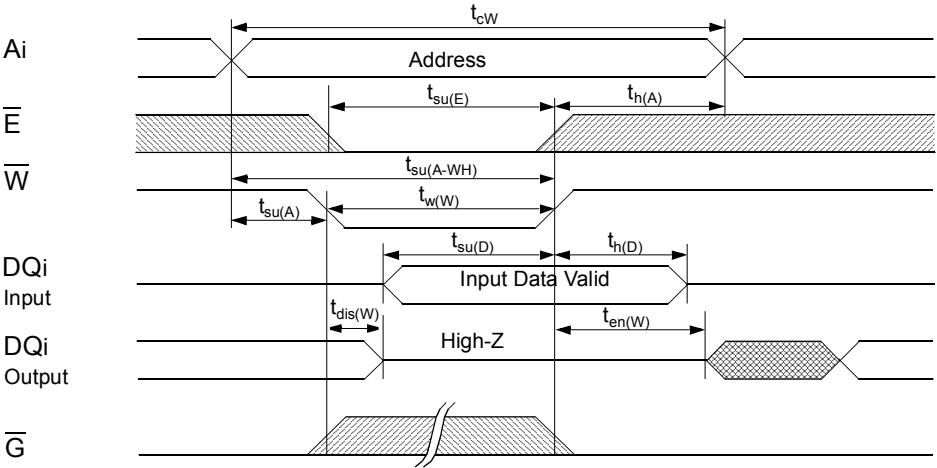 t_cW
Ai
Address
t_su(E)
t_h(A)
E̅
t_su(A-WH)
W̅
t_w(W)
t_su(A)
t_su(D)
t_h(D)
DQi
Input
Input Data Valid
t_dis(W)
t_en(W)
DQi
Output
High-Z
G̅